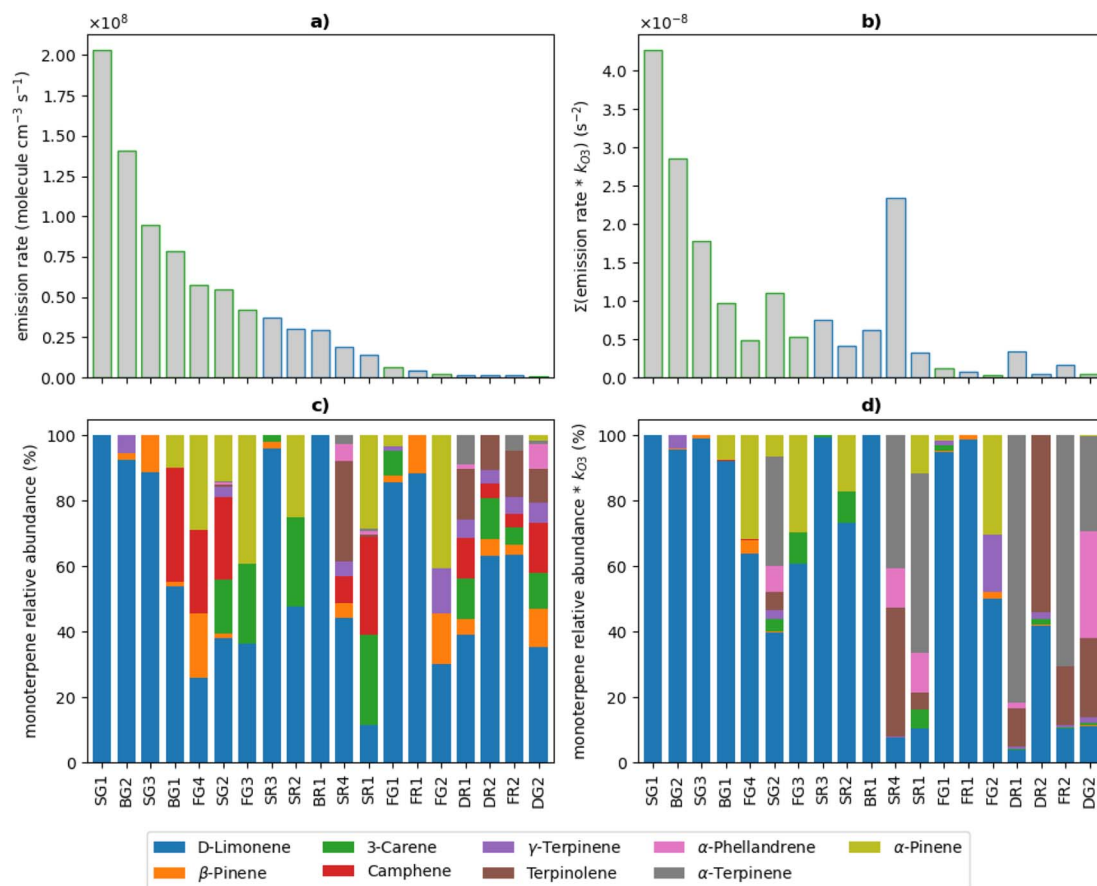 a)
×10⁸
2.00
1.75
1.50
1.25
1.00
0.75
0.50
0.25
0.00
emission rate (molecule cm⁻³ s⁻¹)
b)
×10⁻⁸
4.0
3.5
3.0
2.5
2.0
1.5
1.0
0.5
0.0
Σ(emission rate * k_O3) (s⁻²)
c)
100
80
60
40
20
0
monoterpene relative abundance (%)
SG1 BG2 SG3 BG1 FG4 SG2 FG3 SR3 SR2 BR1 SR4 SR1 FG1 FR1 FG2 DR1 DR2 FR2 DG2
d)
100
80
60
40
20
0
monoterpene relative abundance * k_O3 (%)
SG1 BG2 SG3 BG1 FG4 SG2 FG3 SR3 SR2 BR1 SR4 SR1 FG1 FR1 FG2 DR1 DR2 FR2 DG2
D-Limonene 3-Carene γ-Terpinene α-Phellandrene α-Pinene
β-Pinene Camphene Terpinolene α-Terpinene